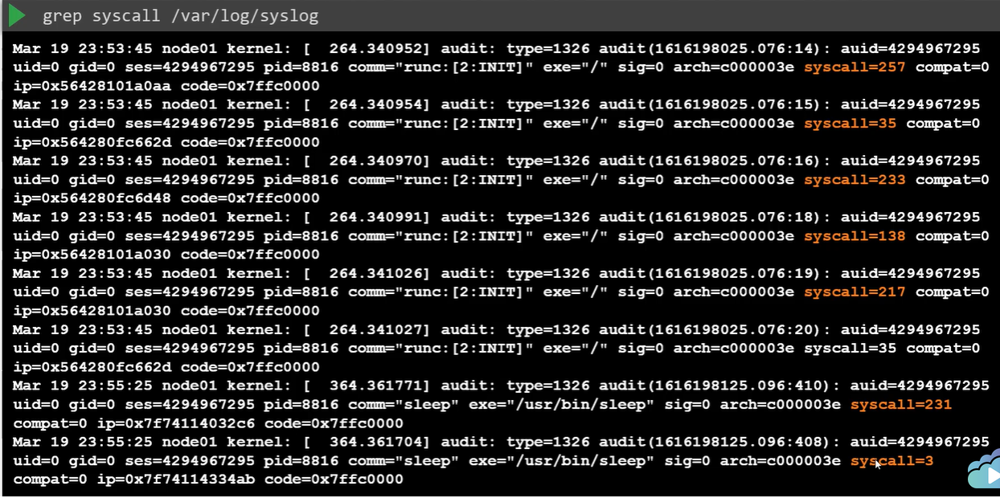 grep syscall /var/log/syslog
Mar 19 23:53:45 node01 kernel: [  264.340952] audit: type=1326 audit(1616198025.076:14): auid=4294967295
uid=0 gid=0 ses=4294967295 pid=8816 comm="runc:[2:INIT]" exe="/" sig=0 arch=c000003e syscall=257 compat=0
ip=0x56428101a0aa code=0x7ffc0000
Mar 19 23:53:45 node01 kernel: [  264.340954] audit: type=1326 audit(1616198025.076:15): auid=4294967295
uid=0 gid=0 ses=4294967295 pid=8816 comm="runc:[2:INIT]" exe="/" sig=0 arch=c000003e syscall=35 compat=0
ip=0x564280fc662d code=0x7ffc0000
Mar 19 23:53:45 node01 kernel: [  264.340970] audit: type=1326 audit(1616198025.076:16): auid=4294967295
uid=0 gid=0 ses=4294967295 pid=8816 comm="runc:[2:INIT]" exe="/" sig=0 arch=c000003e syscall=233 compat=0
ip=0x564280fc6d48 code=0x7ffc0000
Mar 19 23:53:45 node01 kernel: [  264.340991] audit: type=1326 audit(1616198025.076:18): auid=4294967295
uid=0 gid=0 ses=4294967295 pid=8816 comm="runc:[2:INIT]" exe="/" sig=0 arch=c000003e syscall=138 compat=0
ip=0x56428101a030 code=0x7ffc0000
Mar 19 23:53:45 node01 kernel: [  264.341026] audit: type=1326 audit(1616198025.076:19): auid=4294967295
uid=0 gid=0 ses=4294967295 pid=8816 comm="runc:[2:INIT]" exe="/" sig=0 arch=c000003e syscall=217 compat=0
ip=0x56428101a030 code=0x7ffc0000
Mar 19 23:53:45 node01 kernel: [  264.341027] audit: type=1326 audit(1616198025.076:20): auid=4294967295
uid=0 gid=0 ses=4294967295 pid=8816 comm="runc:[2:INIT]" exe="/" sig=0 arch=c000003e syscall=35 compat=0
ip=0x564280fc662d code=0x7ffc0000
Mar 19 23:55:25 node01 kernel: [  364.361771] audit: type=1326 audit(1616198125.096:410): auid=4294967295
uid=0 gid=0 ses=4294967295 pid=8816 comm="sleep" exe="/usr/bin/sleep" sig=0 arch=c000003e syscall=231
compat=0 ip=0x7f74114032c6 code=0x7ffc0000
Mar 19 23:55:25 node01 kernel: [  364.361704] audit: type=1326 audit(1616198125.096:408): auid=4294967295
uid=0 gid=0 ses=4294967295 pid=8816 comm="sleep" exe="/usr/bin/sleep" sig=0 arch=c000003e syscall=3
compat=0 ip=0x7f74114334ab code=0x7ffc0000